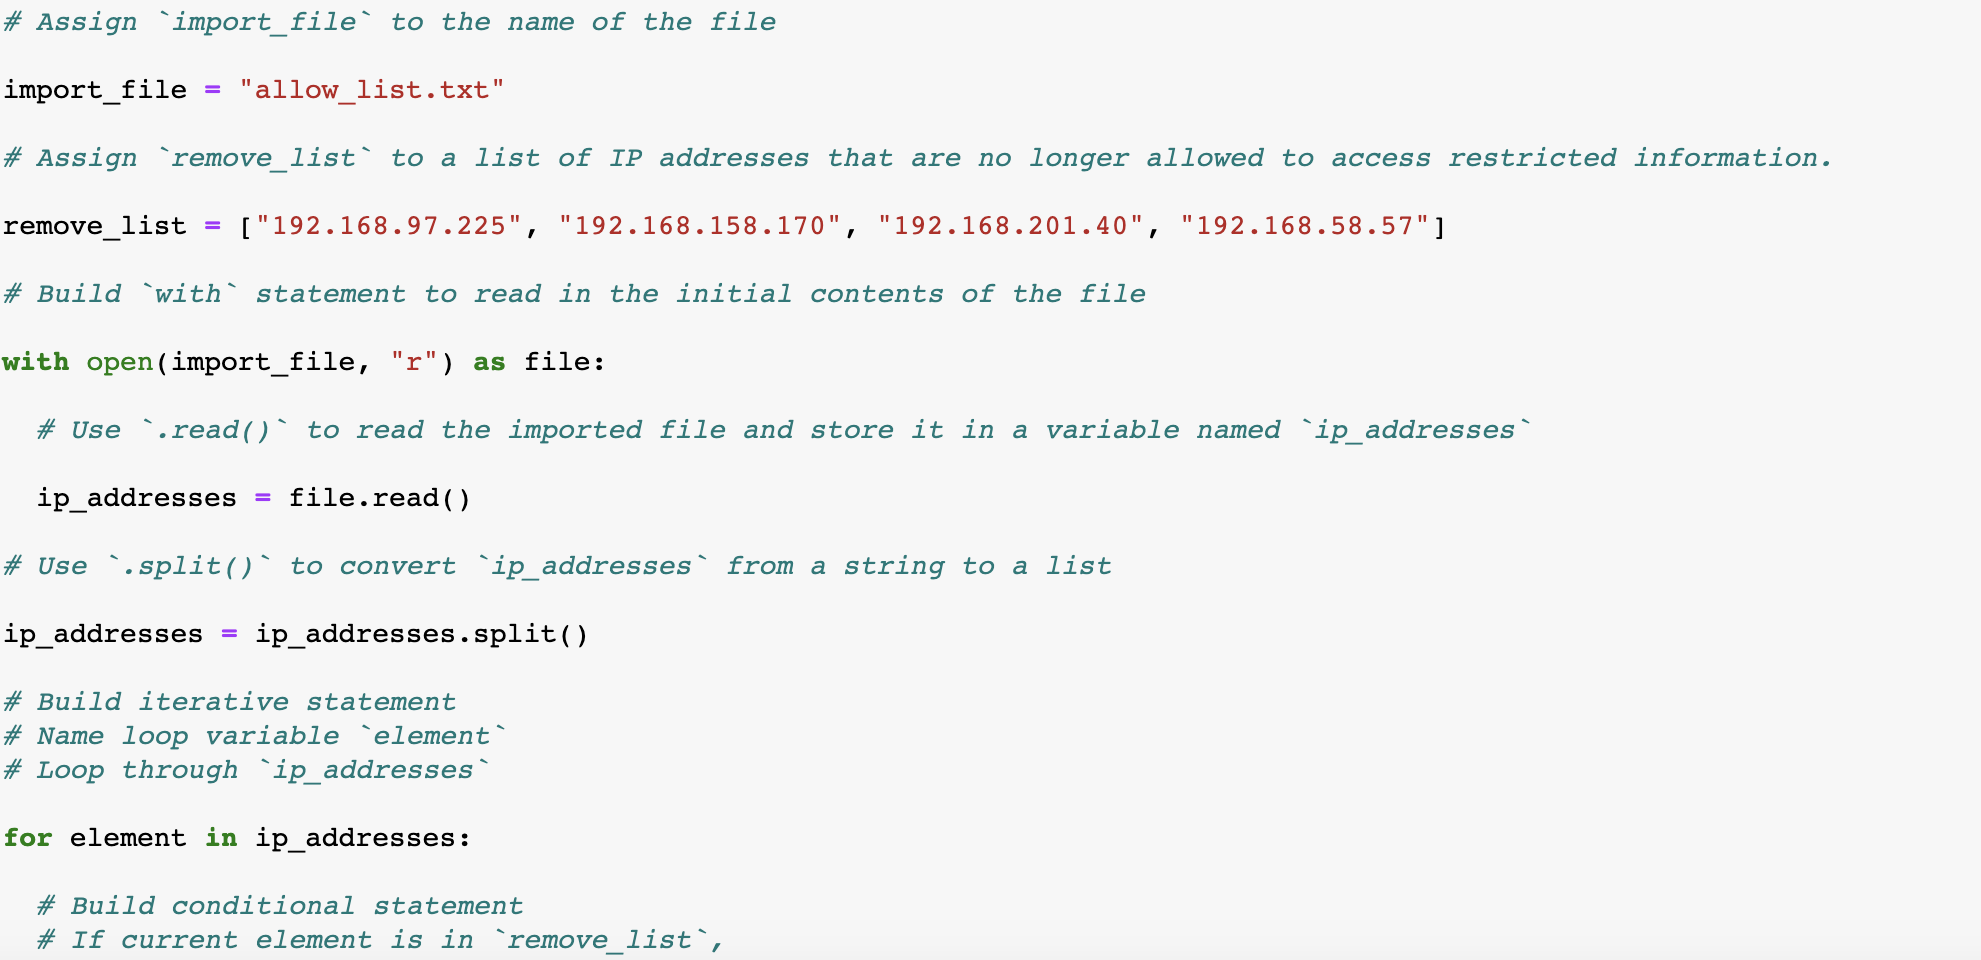 # Assign `import_file` to the name of the file
import_file = "allow_list.txt"
# Assign `remove_list` to a list of IP addresses that are no longer allowed to access restricted information.
remove_list = ["192.168.97.225", "192.168.158.170", "192.168.201.40", "192.168.58.57"]
# Build `with` statement to read in the initial contents of the file
with open(import_file, "r") as file:
  # Use `.read()` to read the imported file and store it in a variable named `ip_addresses`
  ip_addresses = file.read()
# Use `.split()` to convert `ip_addresses` from a string to a list
ip_addresses = ip_addresses.split()
# Build iterative statement
# Name loop variable `element`
# Loop through `ip_addresses`
for element in ip_addresses:
  # Build conditional statement
  # If current element is in `remove_list`,